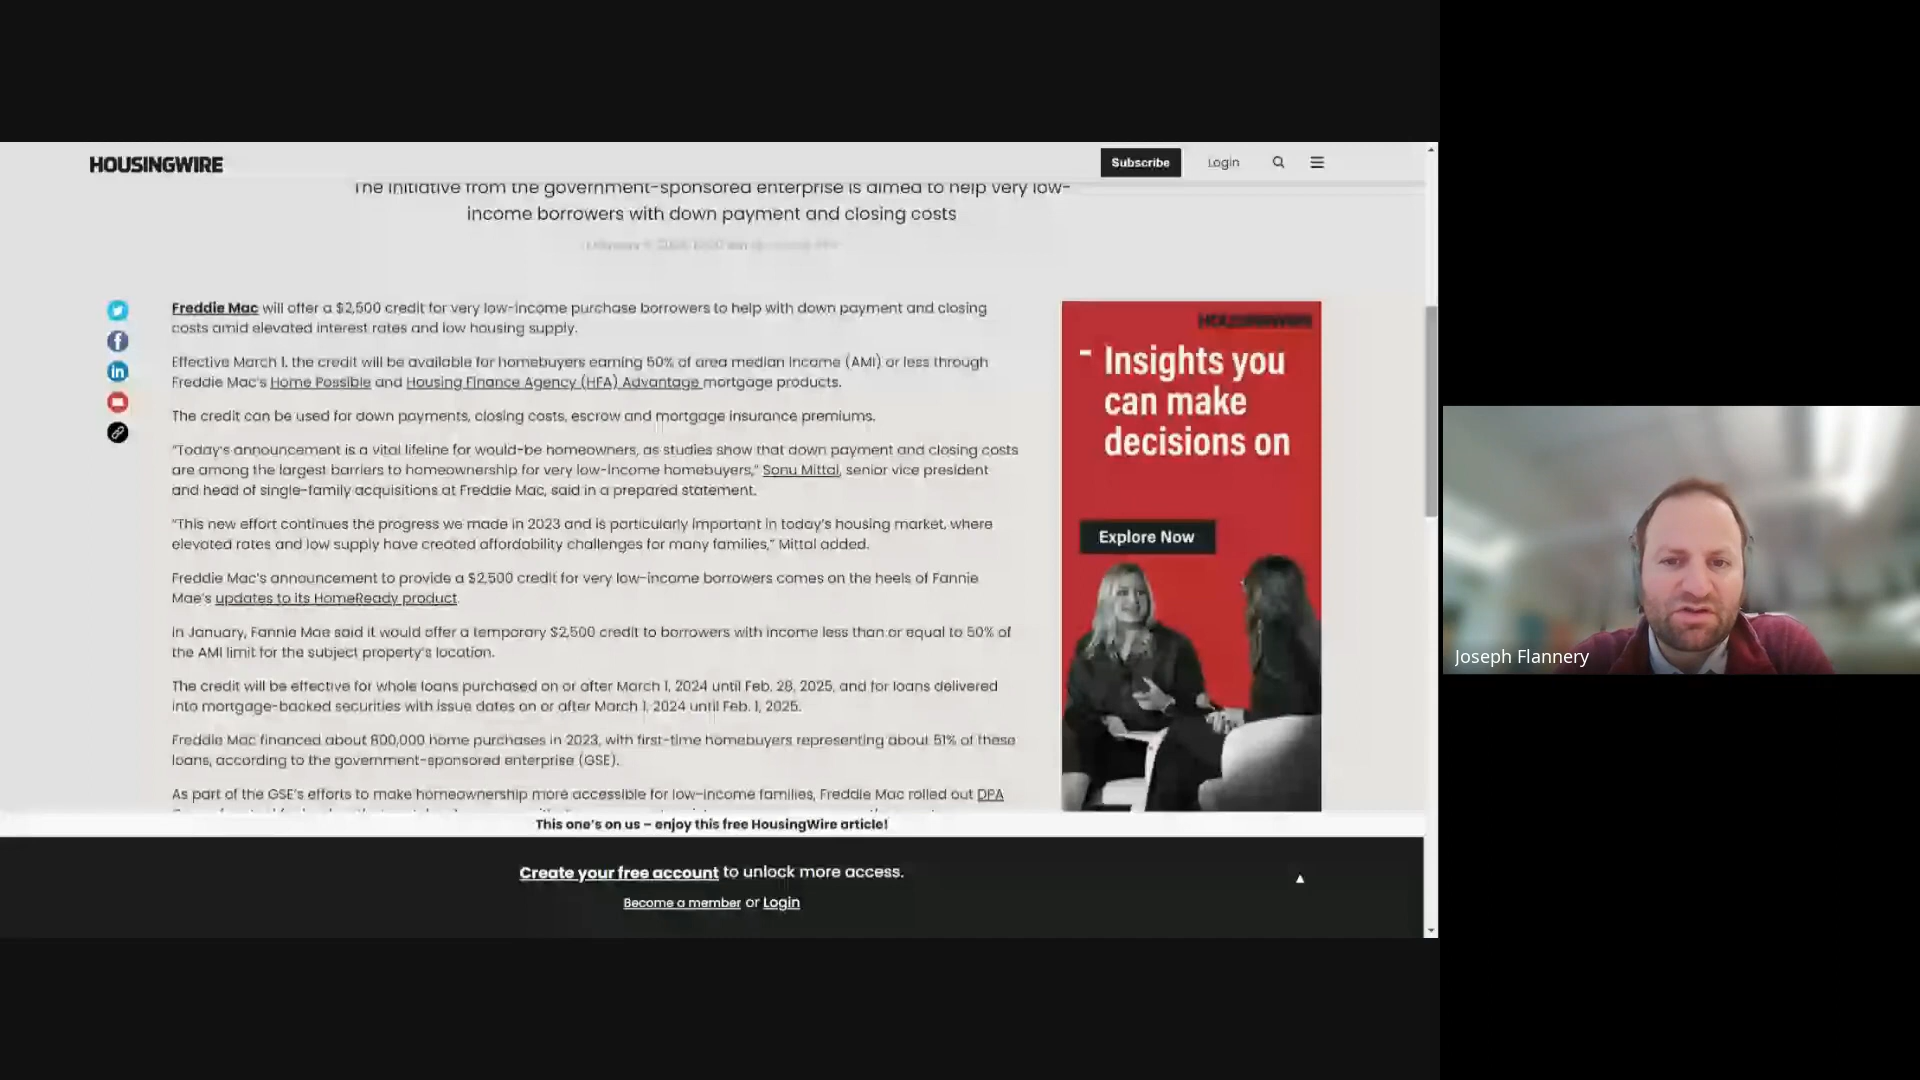 HOUSINGWIRE
Subscribe
Login
The initiative from the government-sponsored enterprise is aimed to help very low-
income borrowers with down payment and closing costs
Freddie Mac will offer a $2,500 credit for very low-income purchase borrowers to help with down payment and closing
costs amid elevated interest rates and low housing supply.
Effective March 1, the credit will be available for homebuyers earning 50% of area median income (AMI) or less through
Freddie Mac's Home Possible and Housing Finance Agency (HFA) Advantage mortgage products.
The credit can be used for down payments, closing costs, escrow and mortgage insurance premiums.
"Today's announcement is a vital lifeline for would-be homeowners, as studies show that down payment and closing costs
are among the largest barriers to homeownership for very low-income homebuyers," Sonu Mittal, senior vice president
and head of single-family acquisitions at Freddie Mac, said in a prepared statement.
"This new effort continues the progress we made in 2023 and is particularly important in today's housing market, where
elevated rates and low supply have created affordability challenges for many families," Mittal added.
Freddie Mac's announcement to provide a $2,500 credit for very low-income borrowers comes on the heels of Fannie
Mae's updates to its HomeReady product.
In January, Fannie Mae said it would offer a temporary $2,500 credit to borrowers with income less than or equal to 50% of
the AMI limit for the subject property's location.
The credit will be effective for whole loans purchased on or after March 1, 2024 until Feb. 28, 2025, and for loans delivered
into mortgage-backed securities with issue dates on or after March 1, 2024 until Feb. 1, 2025.
Freddie Mac financed about 800,000 home purchases in 2023, with first-time homebuyers representing about 51% of these
loans, according to the government-sponsored enterprise (GSE).
As part of the GSE's efforts to make homeownership more accessible for low-income families, Freddie Mac rolled out DPA
HOUSINGWIRE
Insights you
can make
decisions on
Explore Now
This one's on us – enjoy this free HousingWire article!
Create your free account to unlock more access.
Become a member or Login
Joseph Flannery